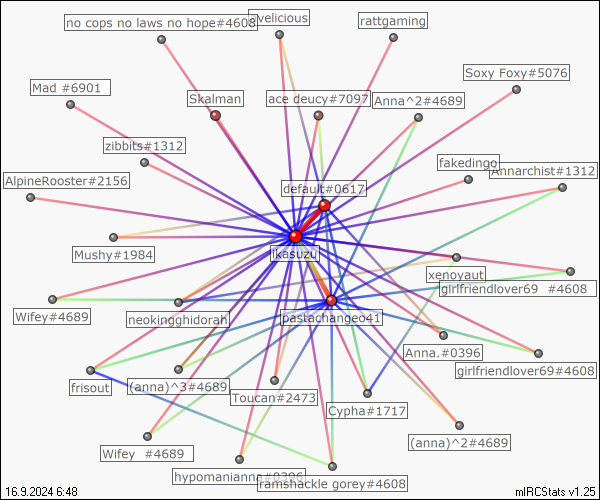 no cops no laws no hope#4608
rattgaming
Soxy Foxy#5076
Mad #6901
Skalman
ace deucy#7097
Anna^2#4689
zibbits#1312
fakedingo
Annarchist#1312
AlpineRooster#2156
default#0617
Mushy#1984
ikasuzu
xenoyaut
girlfriendlover69 #4608
Wifey#4689
neokingghidorah
pastachangeo41
Anna.#0396
girlfriendlover69#4608
frisout
(anna)^3#4689
Toucan#2473
Cypha#1717
Wifey #4689
(anna)^2#4689
hypomanianna#0396
ramshackle gorey#4608
16.9.2024 6:48
mIRCStats v1.25